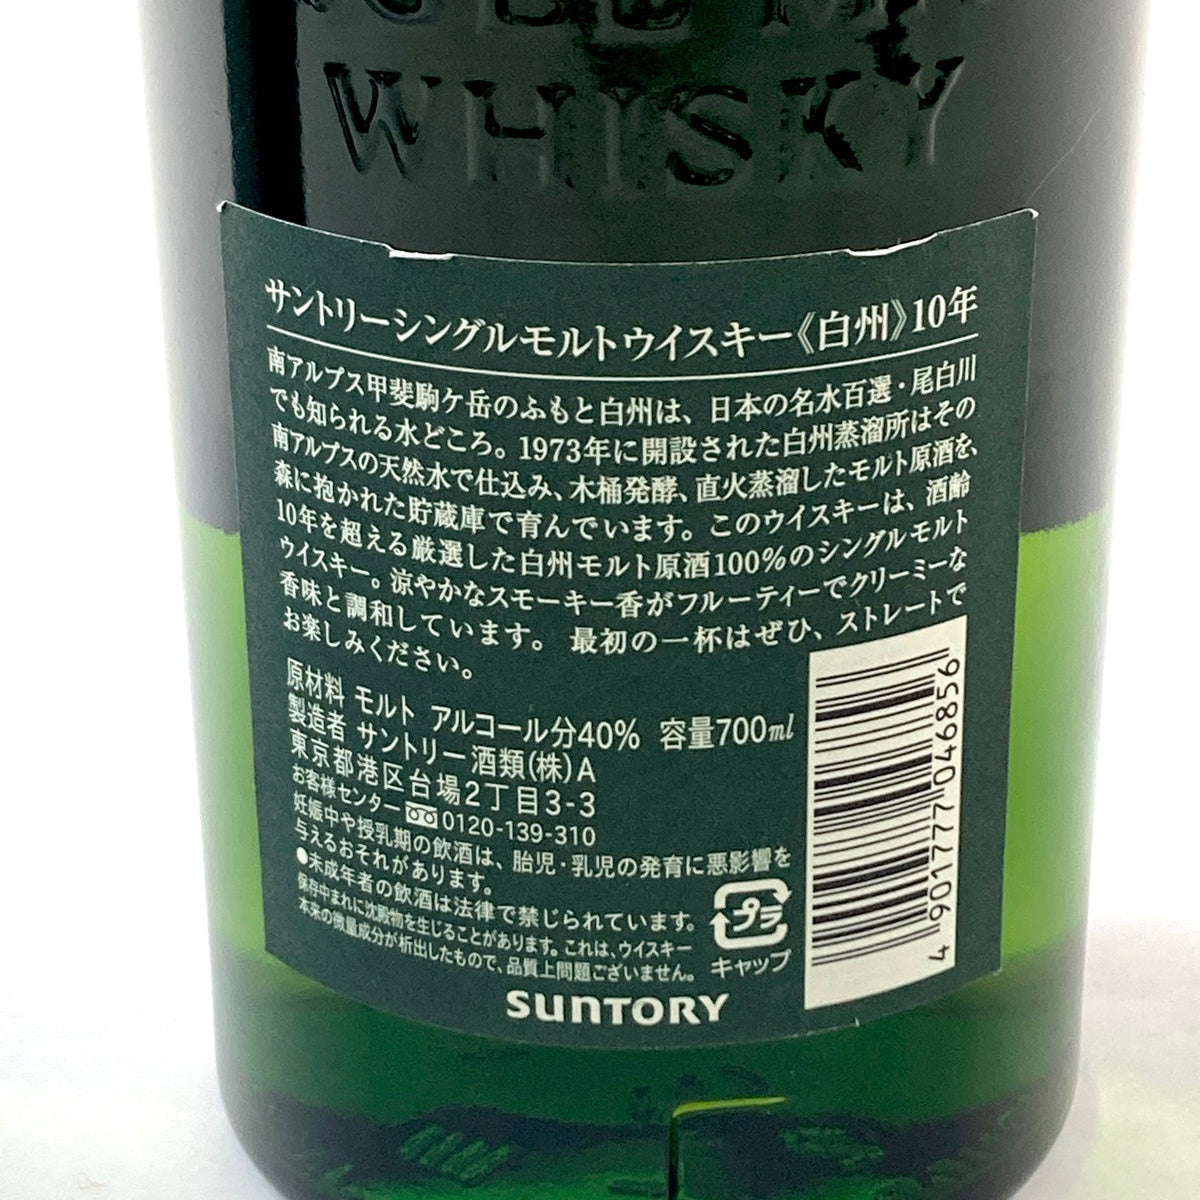 WHISKY
サントリーシングルモルトウイスキー《白州》10年
南アルプス甲斐駒ケ岳のふもと白州は、日本の名水百選・尾白川
でも知られる水どころ。1973年に開設された白州蒸溜所はその
南アルプスの天然水で仕込み、木桶発酵、直火蒸溜したモルト原酒を、
森に抱かれた貯蔵庫で育んでいます。このウイスキーは、酒齢
10年を超える厳選した白州モルト原酒100%のシングルモルト
ウイスキー。涼やかなスモーキー香がフルーティーでクリーミーな
香味と調和しています。最初の一杯はぜひ、ストレートで
お楽しみください。
原材料 モルト アルコール分40% 容量700ml
製造者 サントリー酒類(株)A
東京都港区台場2丁目3-3
お客様センター 0120-139-310
妊娠中や授乳期の飲酒は、胎児・乳児の発育に悪影響を
与えるおそれがあります。
●未成年者の飲酒は法律で禁じられています。
保存中まれに沈殿物を生じることがあります。これは、ウイスキー
本来の微量成分が析出したもので、品質上問題ございません。
プラ
キャップ
4 901777 046856
SUNTORY